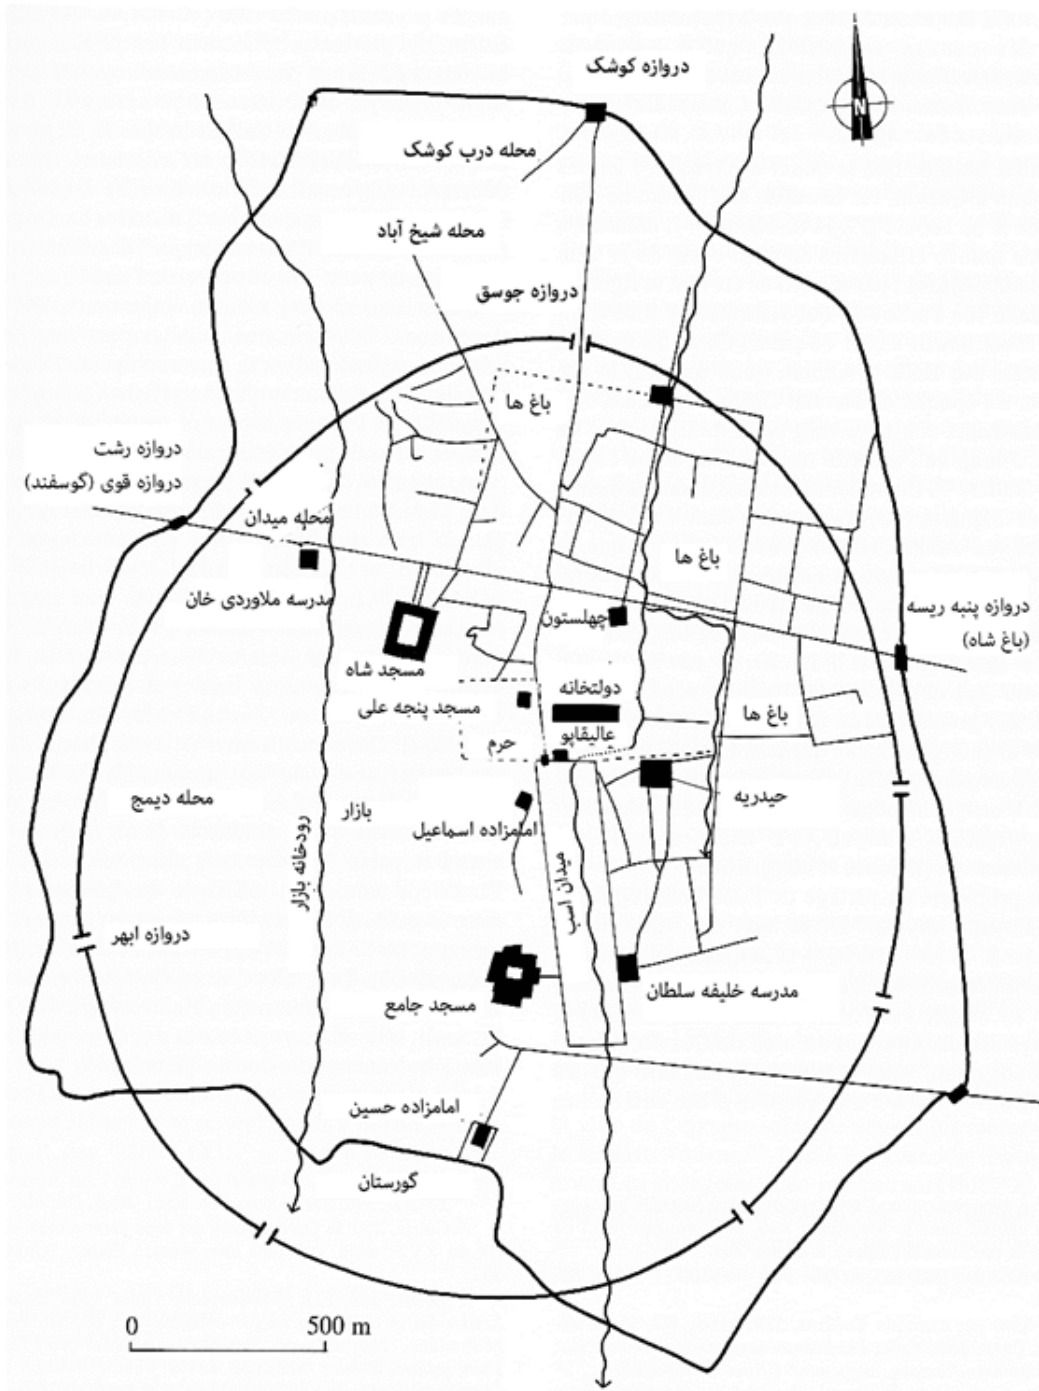 دروازه کوشک
N
محله درب کوشک
محله شیخ آباد
دروازه جوسق
باغ ها
دروازه رشت
دروازه قوی (گوسفند)
محله میدان
باغ ها
مدرسه ملاوردی خان
چهلستون
دروازه پنبه ریسه
(باغ شاه)
مسجد شاه
دولتخانه
مسجد پنجه علی
باغ ها
عالیقاپو
حرم
محله دیمج
بازار
حیدریه
امامزاده اسماعیل
رودخانه بازار
میدان اسب
دروازه ابهر
مدرسه خلیفه سلطان
مسجد جامع
امامزاده حسین
گورستان
0 500 m